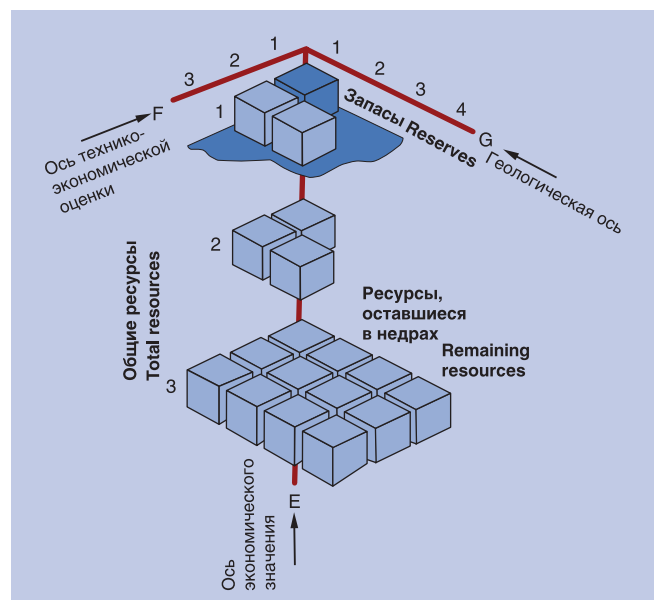 3 2 1 1 2 3 4
F
G
1
Запасы Reserves
Ось технико-
экономической
оценки
Геологическая ось
2
Общие ресурсы
Total resources
Ресурсы,
оставшиеся
в недрах
Remaining
resources
3
E
Ось
экономического
значения